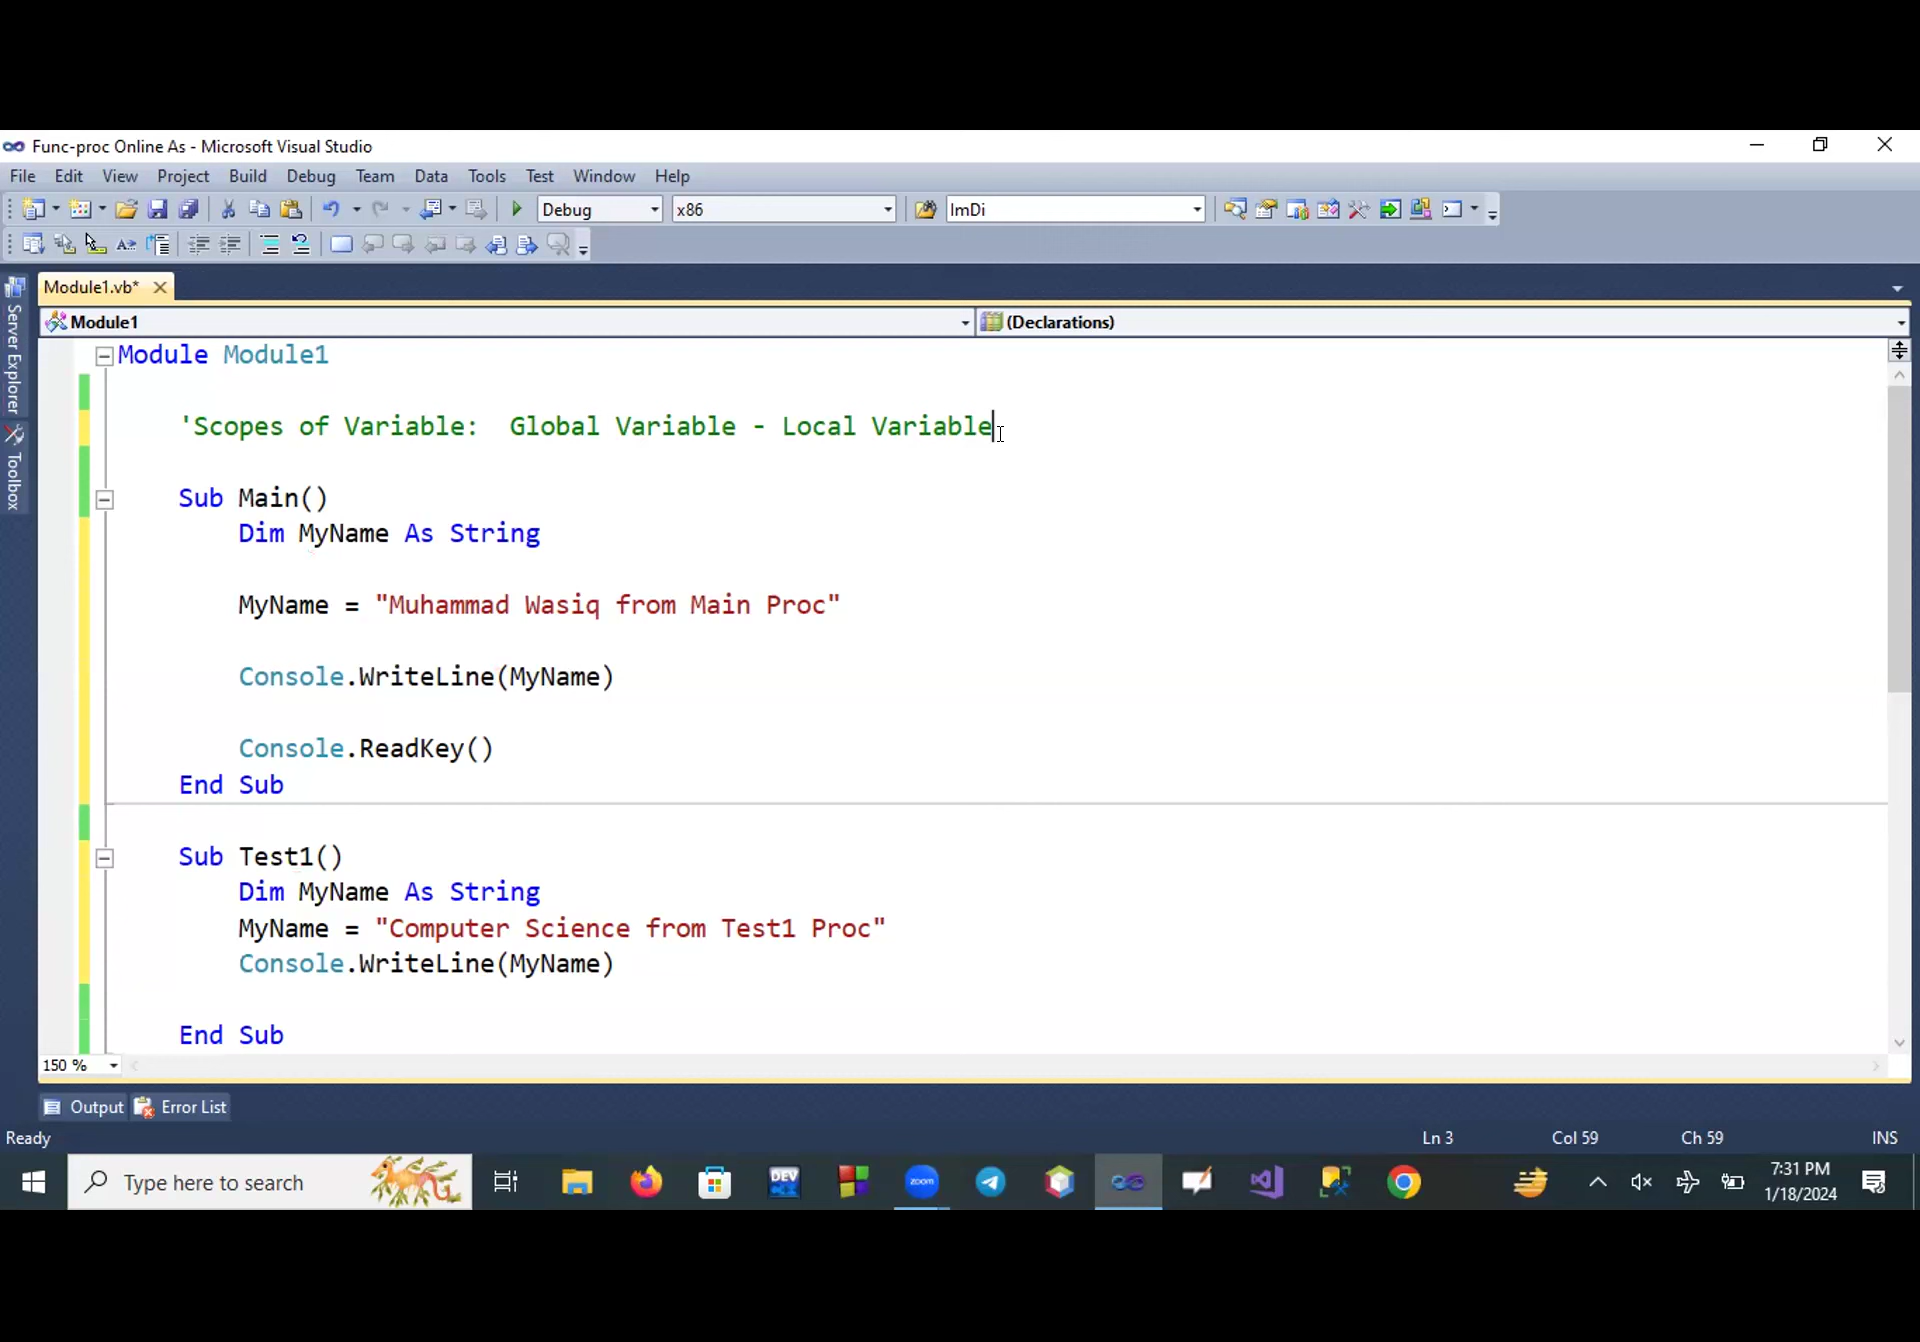 Func-proc Online As - Microsoft Visual Studio
File Edit View Project Build Debug Team Data Tools Test Window Help
Debug x86 ImDi
Module1.vb*
Module1 (Declarations)
Server Explorer
Toolbox
Module Module1
'Scopes of Variable:  Global Variable - Local Variable
Sub Main()
Dim MyName As String
MyName = "Muhammad Wasiq from Main Proc"
Console.WriteLine(MyName)
Console.ReadKey()
End Sub
Sub Test1()
Dim MyName As String
MyName = "Computer Science from Test1 Proc"
Console.WriteLine(MyName)
End Sub
150 %
Output Error List
Ready Ln 3 Col 59 Ch 59 INS
Type here to search DEV zoom 7:31 PM
1/18/2024